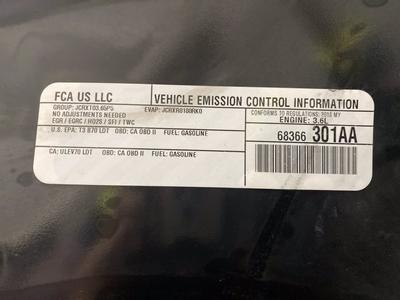 FCA US LLC
VEHICLE EMISSION CONTROL INFORMATION
GROUP: JCRXT03.65P5 EVAP: JCRXR0180RK0
NO ADJUSTMENTS NEEDED
EGR / EGRC / HO2S / SFI / TWC
CONFORMS TO REGULATIONS: 2018 MY
ENGINE: 3.6L
U.S. EPA: T3 B70 LDT OBD: CA OBD II FUEL: GASOLINE
68366 301AA
CA: ULEV70 LDT OBD: CA OBD II FUEL: GASOLINE